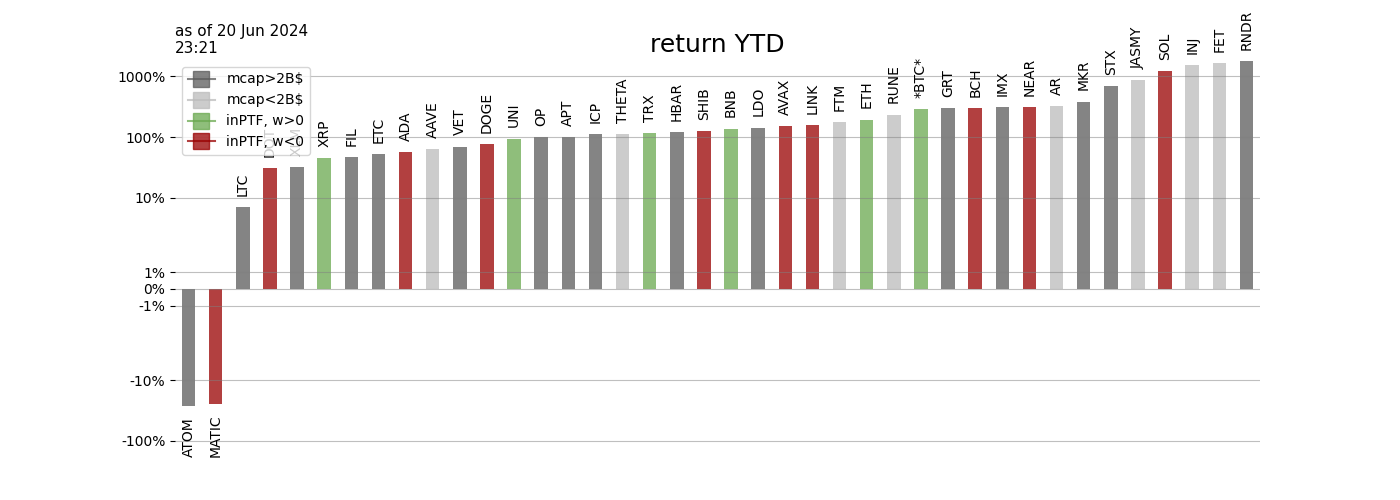 as of 20 Jun 2024
23:21
return YTD
mcap>2B$
mcap<2B$
inPTF, w>0
inPTF, w<0
1000%
100%
10%
1%
0%
-1%
-10%
-100%
ATOM
MATIC
LTC
DOT
XLM
XRP
FIL
ETC
ADA
AAVE
VET
DOGE
UNI
OP
APT
ICP
THETA
TRX
HBAR
SHIB
BNB
LDO
AVAX
LINK
FTM
ETH
RUNE
*BTC*
GRT
BCH
IMX
NEAR
AR
MKR
STX
JASMY
SOL
INJ
FET
RNDR